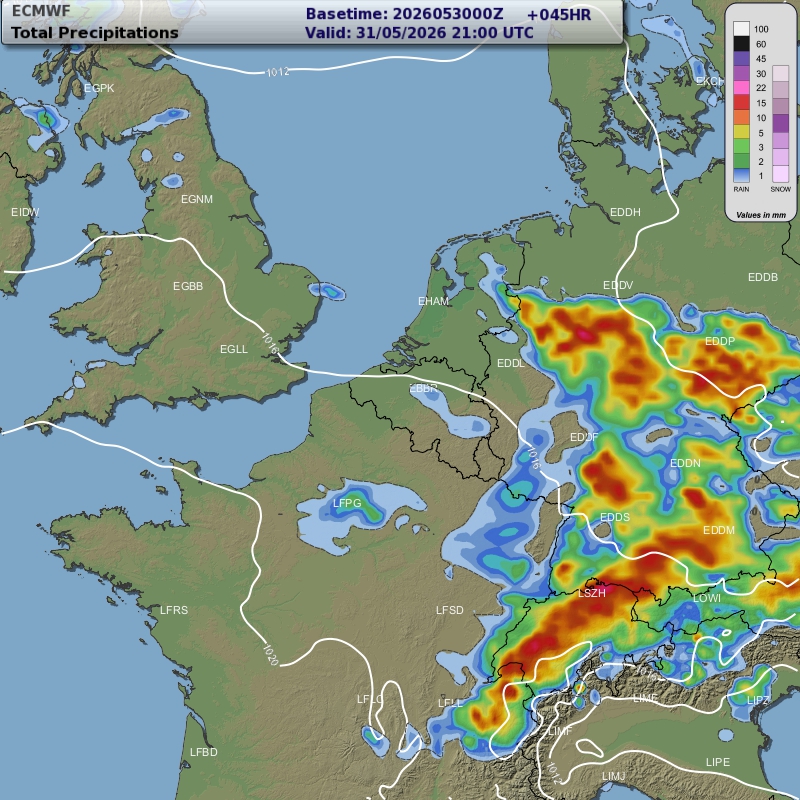 ECMWF
Basetime: 2026053000Z +045HR
Total Precipitations
Valid: 31/05/2026 21:00 UTC
100
60
45
30
22
15
10
5
3
2
1
RAIN
SNOW
Values in mm
1012
EGPK
EKCH
EIDW
EGNM
EDDH
EDDB
EGBB
EDDV
EHAM
EGLL
1016
EDDP
EDDL
EBBR
EDDF
1016
EDDN
LFPG
EDDS
EDDM
LSZH
LOWI
LFRS
LFSD
1020
LFLC
LFLL
LIME
LIPZ
LIMF
LFBD
LIPE
1012
LIMJ